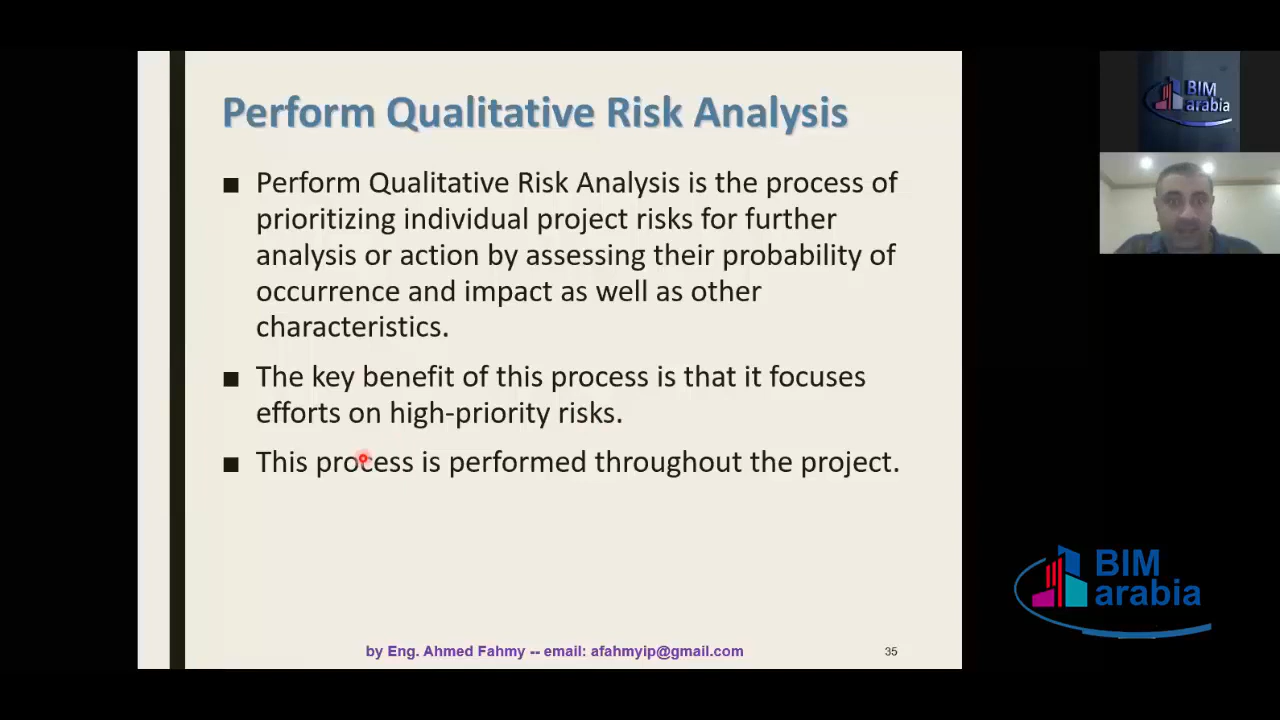 Perform Qualitative Risk Analysis
■ Perform Qualitative Risk Analysis is the process of
prioritizing individual project risks for further
analysis or action by assessing their probability of
occurrence and impact as well as other
characteristics.
■ The key benefit of this process is that it focuses
efforts on high-priority risks.
■ This process is performed throughout the project.
by Eng. Ahmed Fahmy -- email: afahmyip@gmail.com
35
BIM
arabia
BIM
arabia